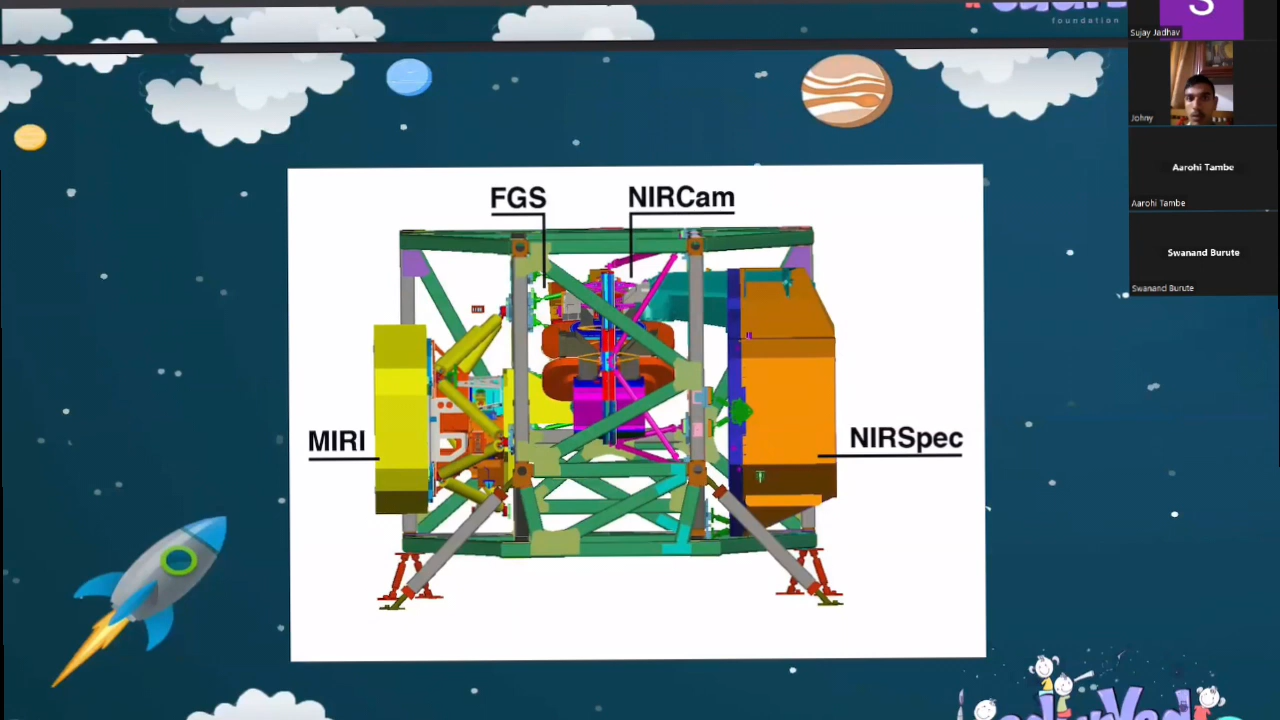 foundation
S
Sujay Jadhav
Johny
Aarohi Tambe
Aarohi Tambe
Swanand Burute
Swanand Burute
FGS
NIRCam
MIRI
NIRSpec